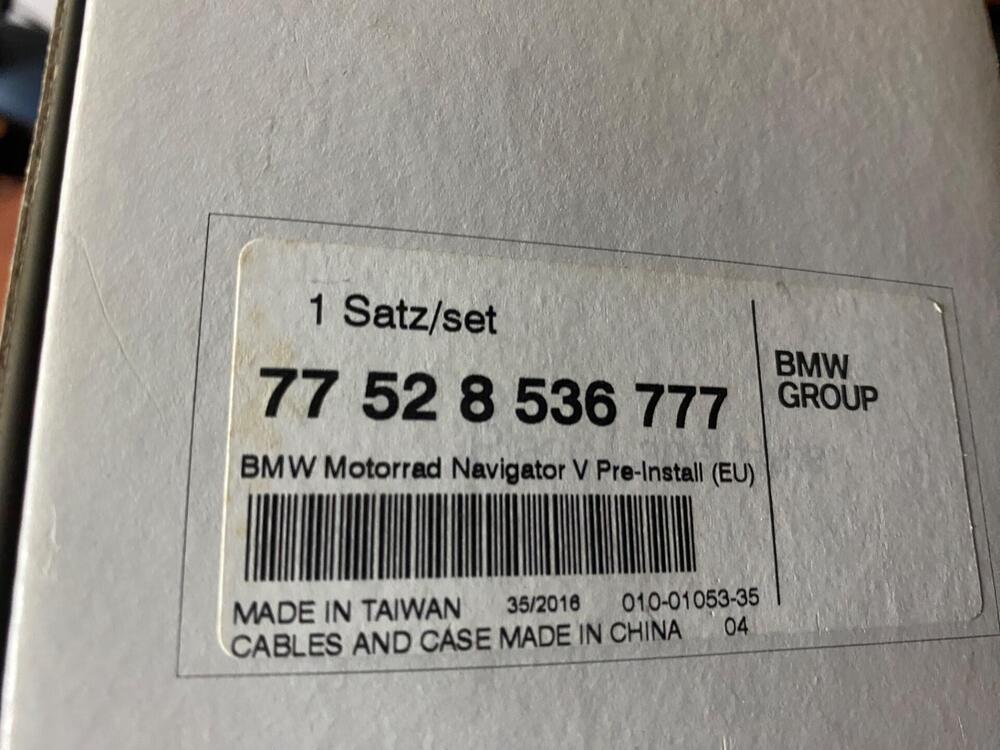 1 Satz/set
77 52 8 536 777
BMW Motorrad Navigator V Pre-Install (EU)
MADE IN TAIWAN 35/2016 010-01053-35
CABLES AND CASE MADE IN CHINA 04
BMW
GROUP